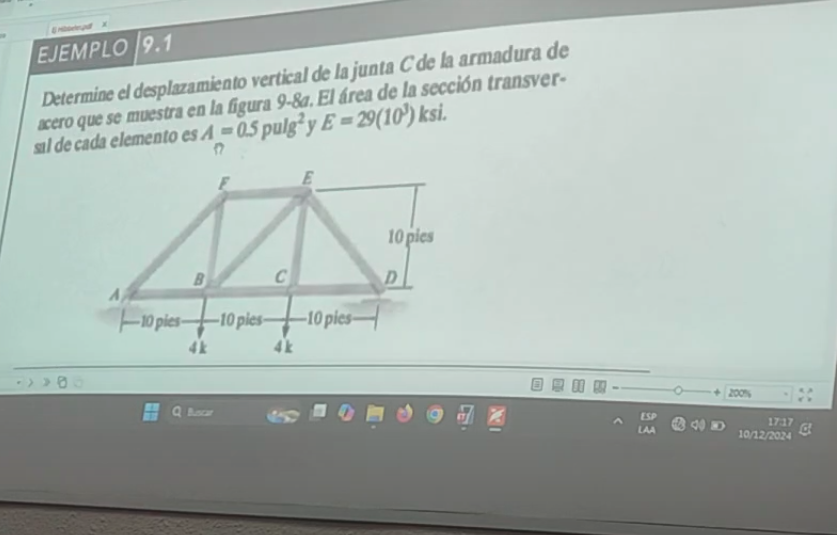 G Hibbeler.pdf ×
EJEMPLO 9.1
Determine el desplazamiento vertical de la junta C de la armadura de
acero que se muestra en la figura 9-8a. El área de la sección transver-
sal de cada elemento es A = 0.5 pulg² y E = 29(10³) ksi.
F E
10 pies
A B C D
10 pies 10 pies 10 pies
4 k 4 k
200%
Buscar
ESP
LAA
17:17
10/12/2024